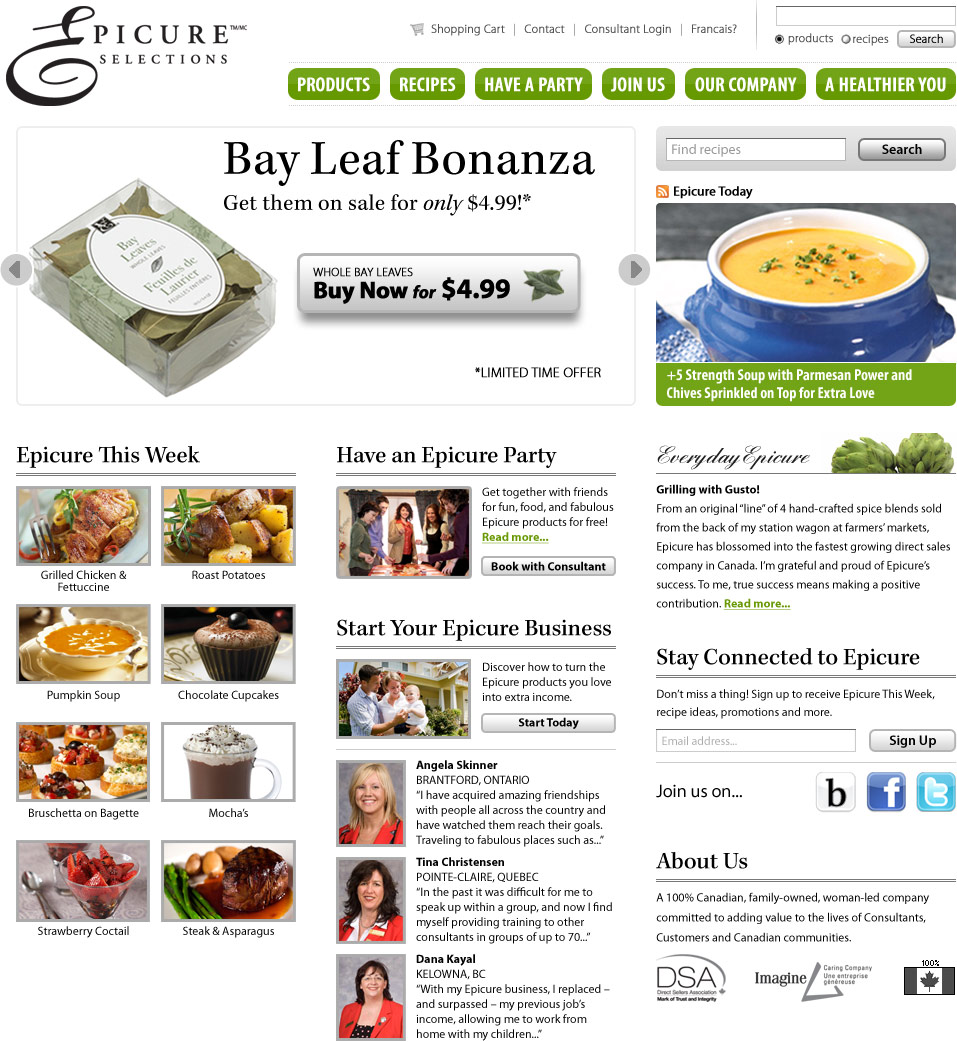 EPICURE TM/MC
SELECTIONS
Shopping Cart | Contact | Consultant Login | Francais?
products recipes Search
PRODUCTS RECIPES HAVE A PARTY JOIN US OUR COMPANY A HEALTHIER YOU
Bay Leaf Bonanza
Get them on sale for only $4.99!*
Bay
Leaves
WHOLE LEAVES
Feuilles de
Laurier
FEUILLES ENTIÈRES
WHOLE BAY LEAVES
Buy Now for $4.99
*LIMITED TIME OFFER
Find recipes Search
Epicure Today
+5 Strength Soup with Parmesan Power and
Chives Sprinkled on Top for Extra Love
Epicure This Week
Grilled Chicken &
Fettuccine
Roast Potatoes
Pumpkin Soup
Chocolate Cupcakes
Bruschetta on Bagette
Mocha's
Strawberry Coctail
Steak & Asparagus
Have an Epicure Party
Get together with friends
for fun, food, and fabulous
Epicure products for free!
Read more...
Book with Consultant
Start Your Epicure Business
Discover how to turn the
Epicure products you love
into extra income.
Start Today
Angela Skinner
BRANTFORD, ONTARIO
“I have acquired amazing friendships
with people all across the country and
have watched them reach their goals.
Traveling to fabulous places such as...”
Tina Christensen
POINTE-CLAIRE, QUEBEC
“In the past it was difficult for me to
speak up within a group, and now I find
myself providing training to other
consultants in groups of up to 70...”
Dana Kayal
KELOWNA, BC
“With my Epicure business, I replaced –
and surpassed – my previous job’s
income, allowing me to work from
home with my children...”
Everyday Epicure
Grilling with Gusto!
From an original “line” of 4 hand-crafted spice blends sold
from the back of my station wagon at farmers’ markets,
Epicure has blossomed into the fastest growing direct sales
company in Canada. I’m grateful and proud of Epicure’s
success. To me, true success means making a positive
contribution. Read more...
Stay Connected to Epicure
Don’t miss a thing! Sign up to receive Epicure This Week,
recipe ideas, promotions and more.
Email address... Sign Up
Join us on... b f t
About Us
A 100% Canadian, family-owned, woman-led company
committed to adding value to the lives of Consultants,
Customers and Canadian communities.
DSA
Direct Sellers Association
Mark of Trust and Integrity
Imagine
Caring Company
Une entreprise
généreuse
100%